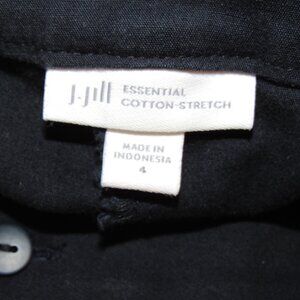 J.Jill ESSENTIAL
COTTON-STRETCH
MADE IN
INDONESIA
4